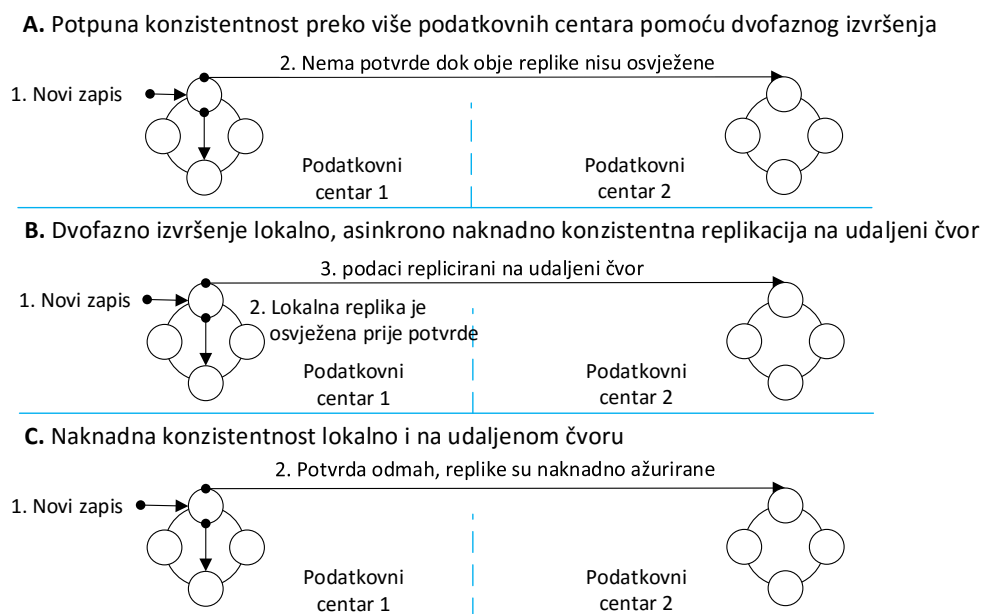 A. Potpuna konzistentnost preko više podatkovnih centara pomoću dvofaznog izvršenja
2. Nema potvrde dok obje replike nisu osvježene
1. Novi zapis
Podatkovni
centar 1
Podatkovni
centar 2
B. Dvofazno izvršenje lokalno, asinkrono naknadno konzistentna replikacija na udaljeni čvor
3. podaci replicirani na udaljeni čvor
1. Novi zapis
2. Lokalna replika je
osvježena prije potvrde
Podatkovni
centar 1
Podatkovni
centar 2
C. Naknadna konzistentnost lokalno i na udaljenom čvoru
2. Potvrda odmah, replike su naknadno ažurirane
1. Novi zapis
Podatkovni
centar 1
Podatkovni
centar 2